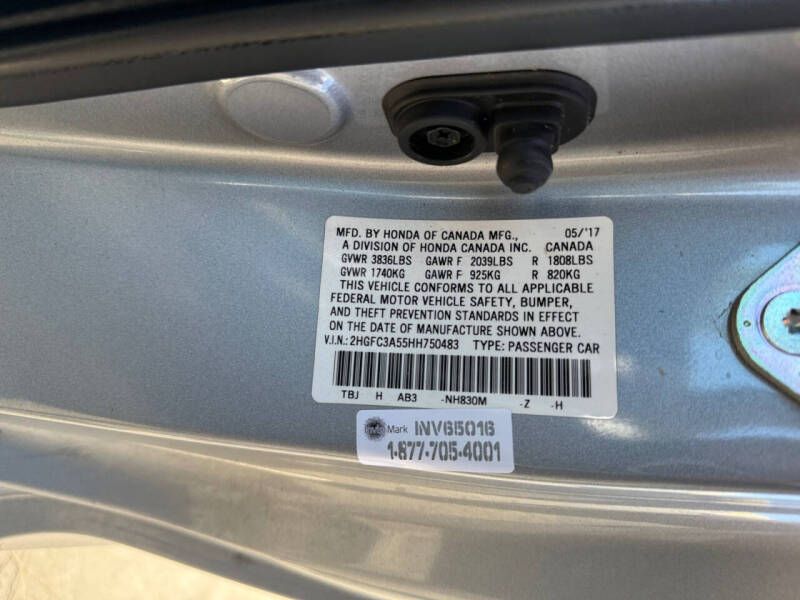 MFD. BY HONDA OF CANADA MFG., 05/'17
A DIVISION OF HONDA CANADA INC. CANADA
GVWR 3836LBS GAWR F 2039LBS R 1808LBS
GVWR 1740KG GAWR F 925KG R 820KG
THIS VEHICLE CONFORMS TO ALL APPLICABLE
FEDERAL MOTOR VEHICLE SAFETY, BUMPER,
AND THEFT PREVENTION STANDARDS IN EFFECT
ON THE DATE OF MANUFACTURE SHOWN ABOVE.
V.I.N.: 2HGFC3A55HH750483 TYPE: PASSENGER CAR
TBJ H AB3 -NH830M -Z -H
Mark INV615016
1-877-705-4001